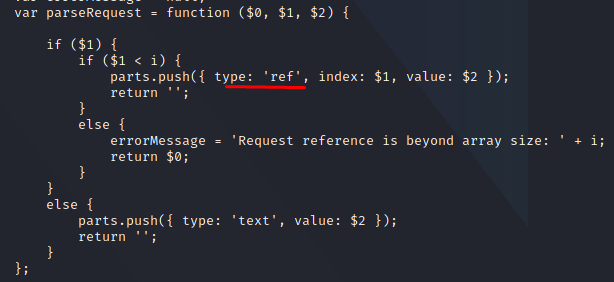 var parseRequest = function ($0, $1, $2) {
if ($1) {
if ($1 < i) {
parts.push({ type: 'ref', index: $1, value: $2 });
return '';
}
else {
errorMessage = 'Request reference is beyond array size: ' + i;
return $0;
}
}
else {
parts.push({ type: 'text', value: $2 });
return '';
}
};